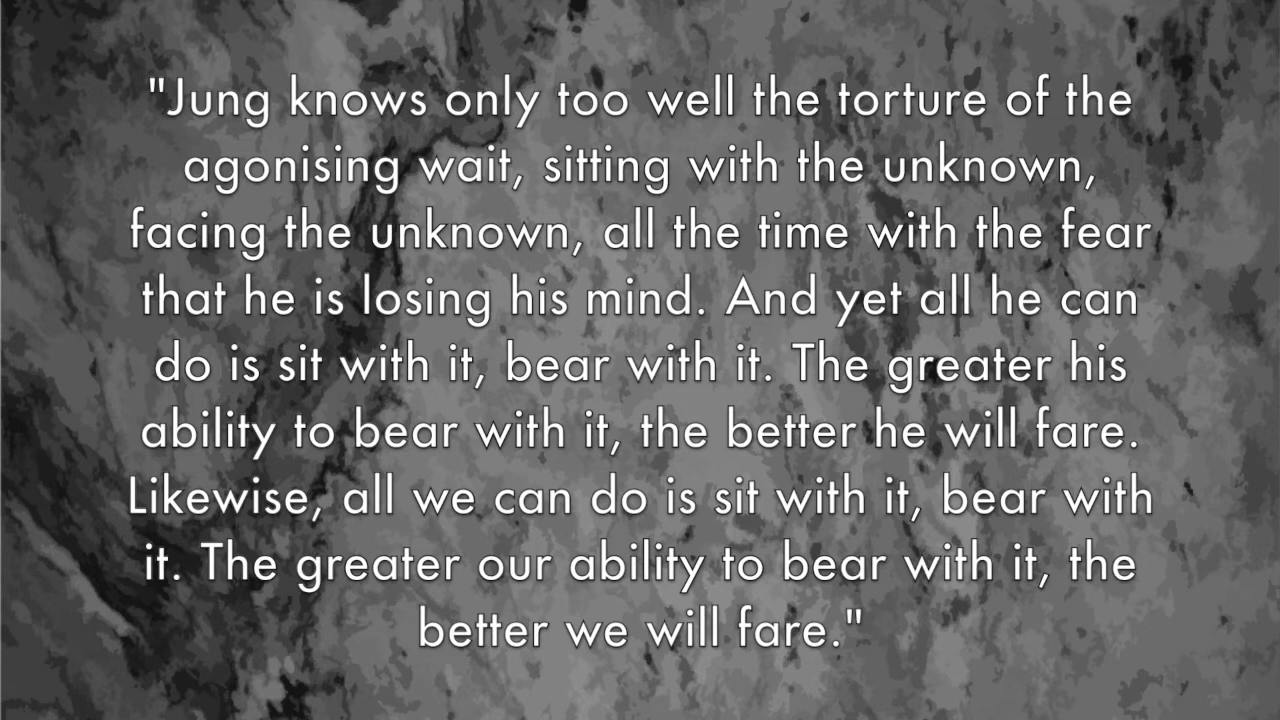 "Jung knows only too well the torture of the
agonising wait, sitting with the unknown,
facing the unknown, all the time with the fear
that he is losing his mind. And yet all he can
do is sit with it, bear with it. The greater his
ability to bear with it, the better he will fare.
Likewise, all we can do is sit with it, bear with
it. The greater our ability to bear with it, the
better we will fare."